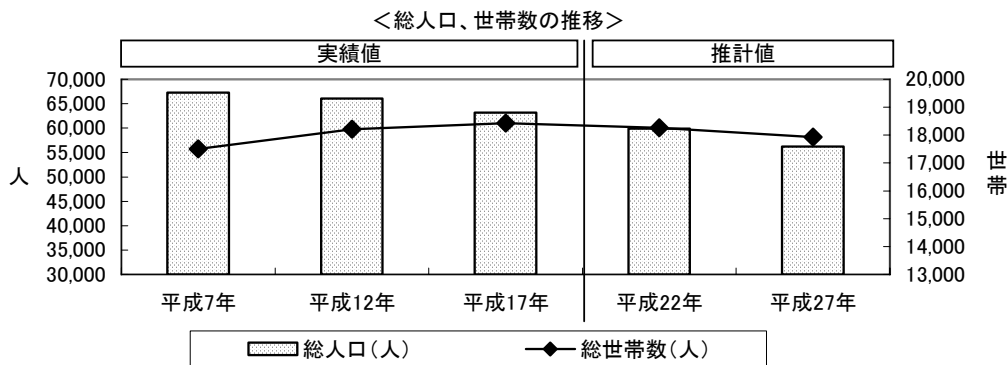 ＜総人口、世帯数の推移＞
実績値 推計値
70,000 20,000
65,000 19,000
60,000 18,000
55,000 17,000
50,000 16,000
45,000 15,000
40,000 14,000
35,000 13,000
30,000
人
世帯
平成7年 平成12年 平成17年 平成22年 平成27年
総人口（人） 総世帯数（人）